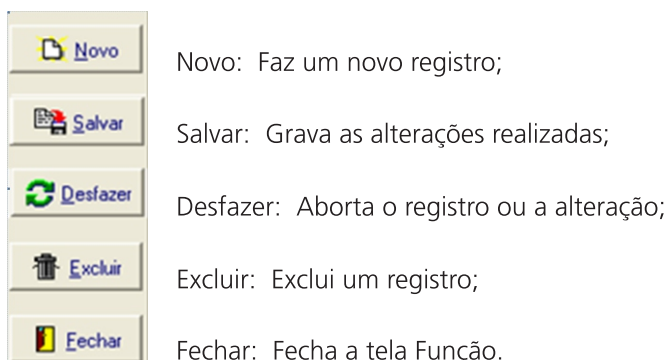 Novo Novo: Faz um novo registro;
Salvar Salvar: Grava as alterações realizadas;
Desfazer Desfazer: Aborta o registro ou a alteração;
Excluir Excluir: Exclui um registro;
Fechar Fechar: Fecha a tela Função.